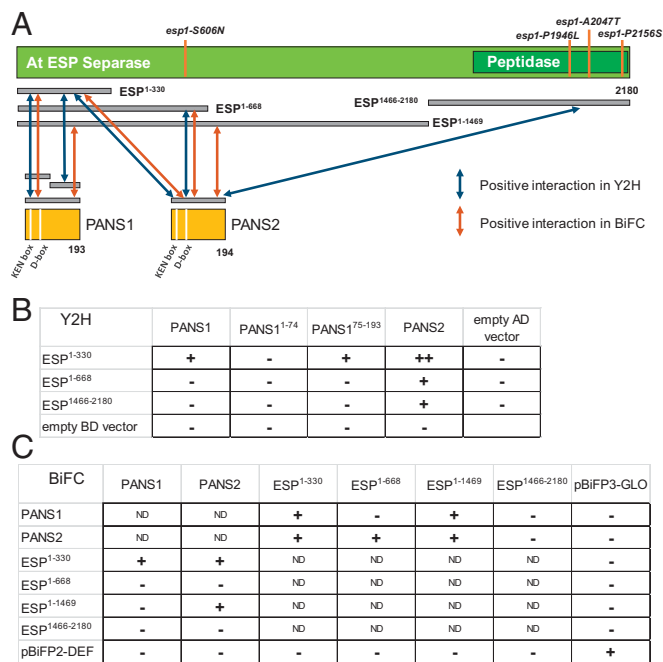 A
esp1-S606N
esp1-A2047T
esp1-P1946L
esp1-P2156S
At ESP Separase
Peptidase
ESP1-330
2180
ESP1-668
ESP1466-2180
ESP1-1469
Positive interaction in Y2H
PANS1
PANS2
Positive interaction in BiFC
193
194
KEN box
D-box
KEN box
D-box
B
Y2H PANS1 PANS11-74 PANS175-193 PANS2 empty AD vector
ESP1-330 + - + ++ -
ESP1-668 - - - + -
ESP1466-2180 - - - + -
empty BD vector - - - -
C
BiFC PANS1 PANS2 ESP1-330 ESP1-668 ESP1-1469 ESP1466-2180 pBiFP3-GLO
PANS1 ND ND + - + - -
PANS2 ND ND + + + - -
ESP1-330 + + ND ND ND ND -
ESP1-668 - - ND ND ND ND -
ESP1-1469 - + ND ND ND ND -
ESP1466-2180 - - ND ND ND ND -
pBiFP2-DEF - - - - - - +